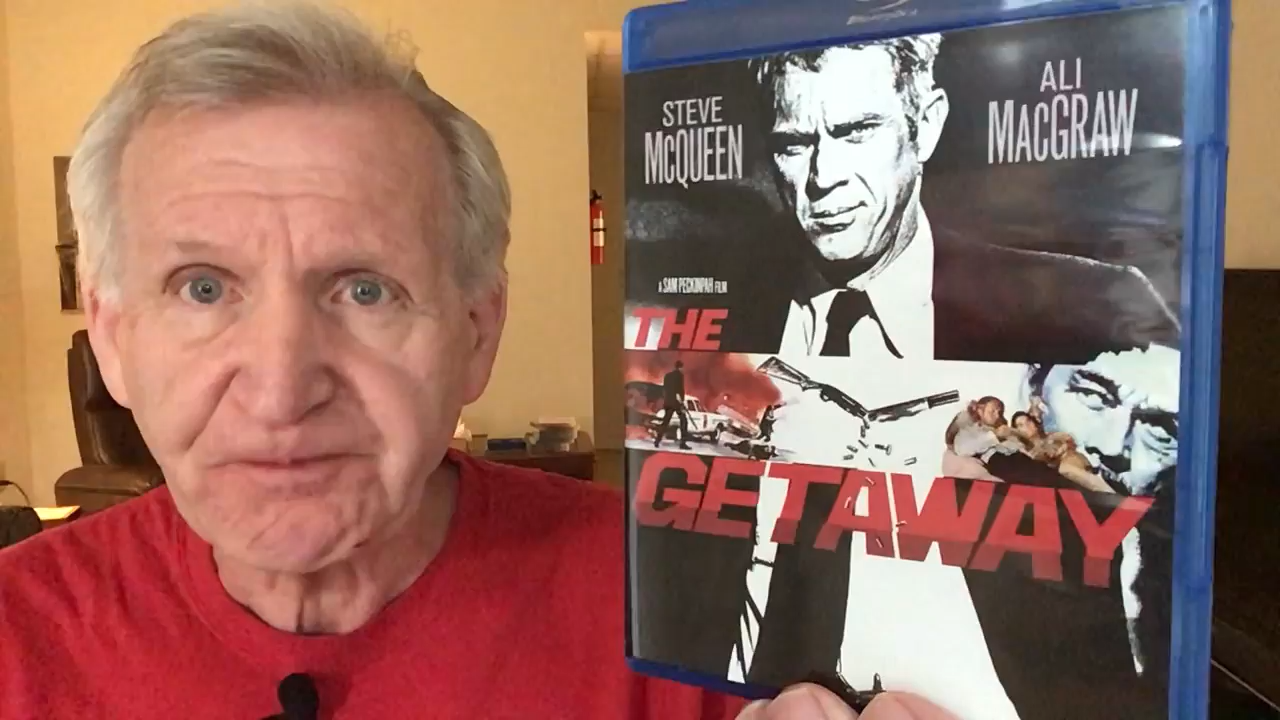 STEVE
McQUEEN
ALI
MacGRAW
A SAM PECKINPAH FILM
THE
GETAWAY